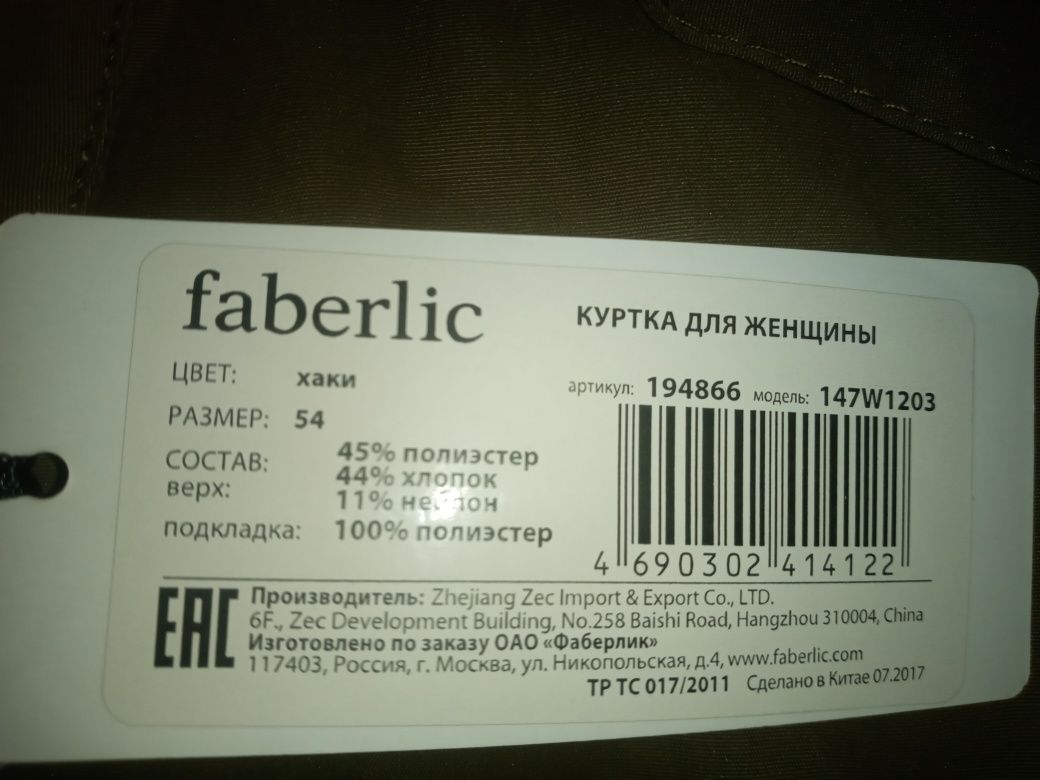 faberlic
КУРТКА ДЛЯ ЖЕНЩИНЫ
ЦВЕТ: хаки
РАЗМЕР: 54
СОСТАВ:
верх: 45% полиэстер
44% хлопок
11% нейлон
подкладка: 100% полиэстер
артикул: 194866 модель: 147W1203
4 690302 414122
EAC
Производитель: Zhejiang Zec Import & Export Co., LTD.
6F., Zec Development Building, No.258 Baishi Road, Hangzhou 310004, China
Изготовлено по заказу ОАО «Фаберлик»
117403, Россия, г. Москва, ул. Никопольская, д.4, www.faberlic.com
ТР ТС 017/2011 Сделано в Китае 07.2017